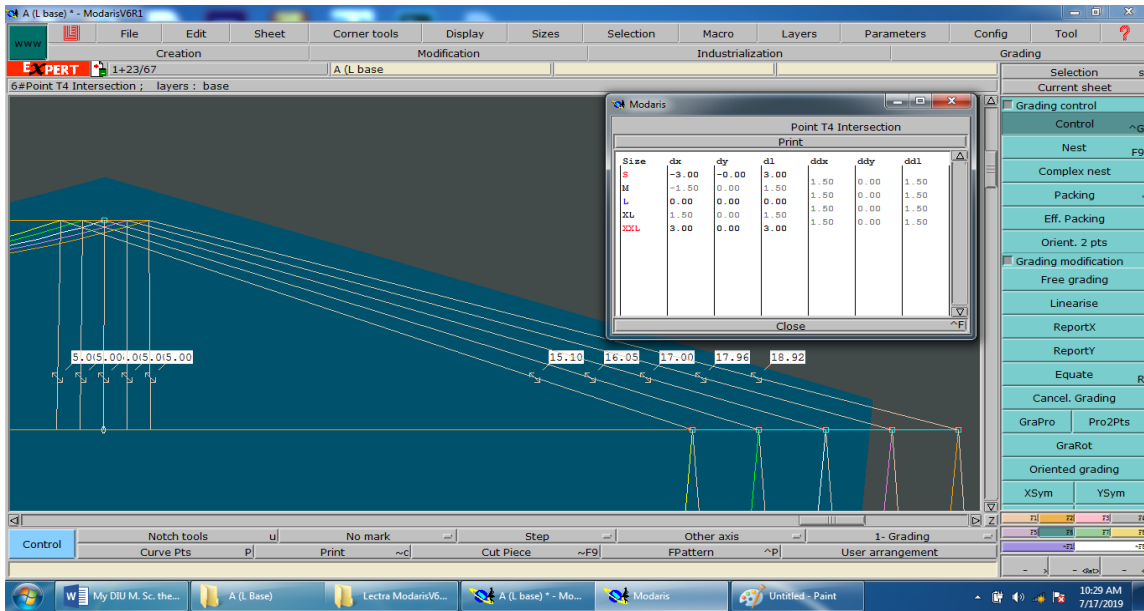 A (L base) * - ModarisV6R1
www File Edit Sheet Corner tools Display Sizes Selection Macro Layers Parameters Config Tool ?
Creation Modification Industrialization Grading
EXPERT 1+23/67 A (L base
6#Point T4 Intersection ; layers : base
Selection s
Current sheet
Grading control
Control ^G
Nest F9
Complex nest
Packing
Eff. Packing
Orient. 2 pts
Grading modification
Free grading
Linearise
ReportX
ReportY
Equate R
Cancel. Grading
GraPro Pro2Pts
GraRot
Oriented grading
XSym YSym
Modaris
Point T4 Intersection
Print
Size dx dy dl ddx ddy ddl
S -3.00 -0.00 3.00
1.50 0.00 1.50
M -1.50 0.00 1.50
1.50 0.00 1.50
L 0.00 0.00 0.00
1.50 0.00 1.50
XL 1.50 0.00 1.50
1.50 0.00 1.50
XXL 3.00 0.00 3.00
Close ^F
5.0(5.00.0(5.0(5.00
15.10 16.05 17.00 17.96 18.92
Z
Control
Notch tools u No mark Step Other axis 1- Grading
Curve Pts P Print ~c Cut Piece ~F9 FPattern ^P User arrangement
My DIU M. Sc. the... A (L Base) Lectra ModarisV6... A (L base) * - Mo... Modaris Untitled - Paint
10:29 AM
7/17/2019